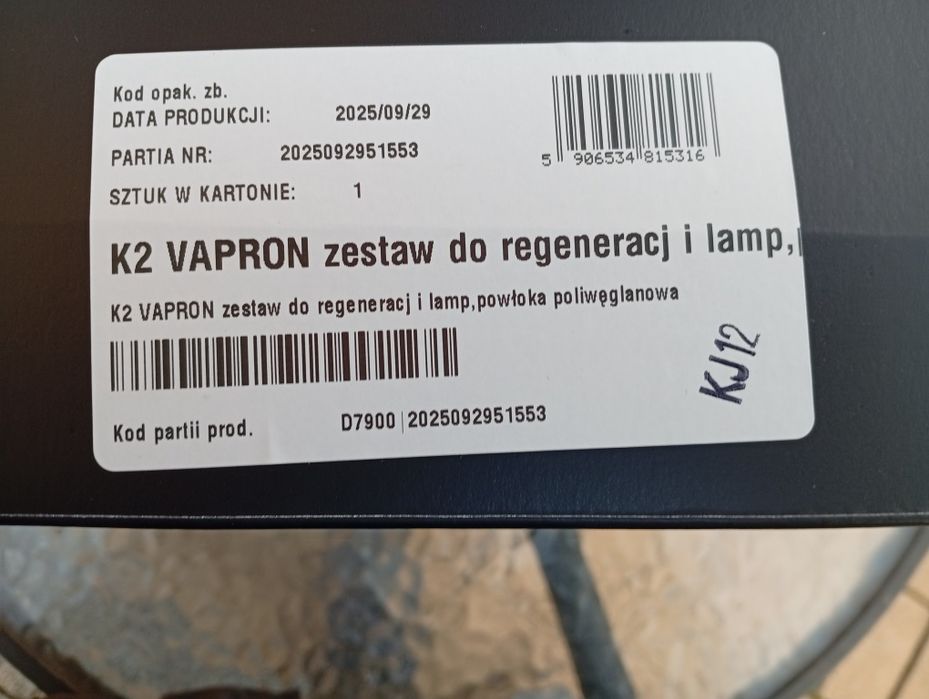 Kod opak. zb.
DATA PRODUKCJI: 2025/09/29
PARTIA NR: 2025092951553
SZTUK W KARTONIE: 1
5 906534 815316
K2 VAPRON zestaw do regeneracj i lamp,
K2 VAPRON zestaw do regeneracj i lamp,powłoka poliwęglanowa
Kod partii prod. D7900|2025092951553
KJ12